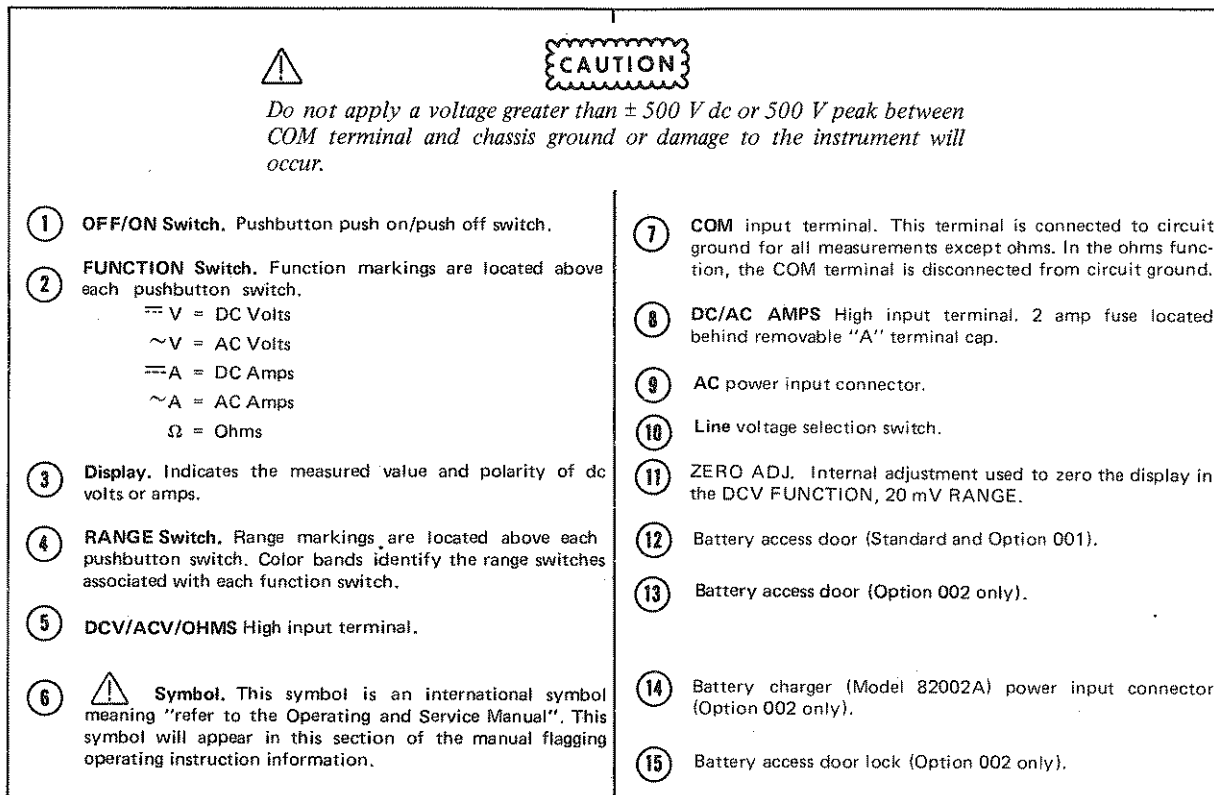 CAUTION
Do not apply a voltage greater than ± 500 V dc or 500 V peak between
COM terminal and chassis ground or damage to the instrument will
occur.
1 OFF/ON Switch. Pushbutton push on/push off switch.
2 FUNCTION Switch. Function markings are located above
each pushbutton switch.
⎓ V = DC Volts
~V = AC Volts
⎓A = DC Amps
~A = AC Amps
Ω = Ohms
3 Display. Indicates the measured value and polarity of dc
volts or amps.
4 RANGE Switch. Range markings are located above each
pushbutton switch. Color bands identify the range switches
associated with each function switch.
5 DCV/ACV/OHMS High input terminal.
6 ⚠ Symbol. This symbol is an international symbol
meaning "refer to the Operating and Service Manual". This
symbol will appear in this section of the manual flagging
operating instruction information.
7 COM input terminal. This terminal is connected to circuit
ground for all measurements except ohms. In the ohms func-
tion, the COM terminal is disconnected from circuit ground.
8 DC/AC AMPS High input terminal. 2 amp fuse located
behind removable "A" terminal cap.
9 AC power input connector.
10 Line voltage selection switch.
11 ZERO ADJ. Internal adjustment used to zero the display in
the DCV FUNCTION, 20 mV RANGE.
12 Battery access door (Standard and Option 001).
13 Battery access door (Option 002 only).
14 Battery charger (Model 82002A) power input connector
(Option 002 only).
15 Battery access door lock (Option 002 only).